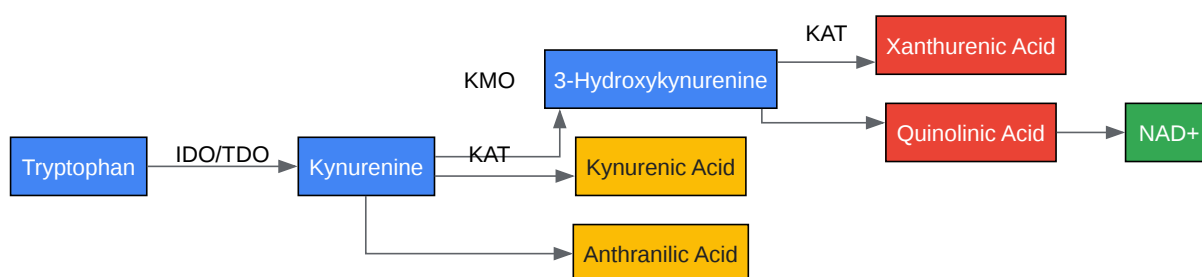 KAT
Xanthurenic Acid
KMO
3-Hydroxykynurenine
Quinolinic Acid
NAD+
Tryptophan
IDO/TDO
Kynurenine
KAT
Kynurenic Acid
Anthranilic Acid